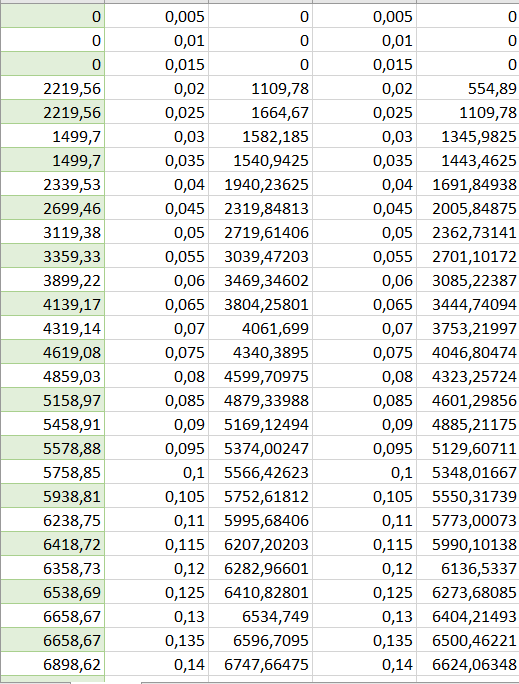 0 0,005 0 0,005 0
0 0,01 0 0,01 0
0 0,015 0 0,015 0
2219,56 0,02 1109,78 0,02 554,89
2219,56 0,025 1664,67 0,025 1109,78
1499,7 0,03 1582,185 0,03 1345,9825
1499,7 0,035 1540,9425 0,035 1443,4625
2339,53 0,04 1940,23625 0,04 1691,84938
2699,46 0,045 2319,84813 0,045 2005,84875
3119,38 0,05 2719,61406 0,05 2362,73141
3359,33 0,055 3039,47203 0,055 2701,10172
3899,22 0,06 3469,34602 0,06 3085,22387
4139,17 0,065 3804,25801 0,065 3444,74094
4319,14 0,07 4061,699 0,07 3753,21997
4619,08 0,075 4340,3895 0,075 4046,80474
4859,03 0,08 4599,70975 0,08 4323,25724
5158,97 0,085 4879,33988 0,085 4601,29856
5458,91 0,09 5169,12494 0,09 4885,21175
5578,88 0,095 5374,00247 0,095 5129,60711
5758,85 0,1 5566,42623 0,1 5348,01667
5938,81 0,105 5752,61812 0,105 5550,31739
6238,75 0,11 5995,68406 0,11 5773,00073
6418,72 0,115 6207,20203 0,115 5990,10138
6358,73 0,12 6282,96601 0,12 6136,5337
6538,69 0,125 6410,82801 0,125 6273,68085
6658,67 0,13 6534,749 0,13 6404,21493
6658,67 0,135 6596,7095 0,135 6500,46221
6898,62 0,14 6747,66475 0,14 6624,06348